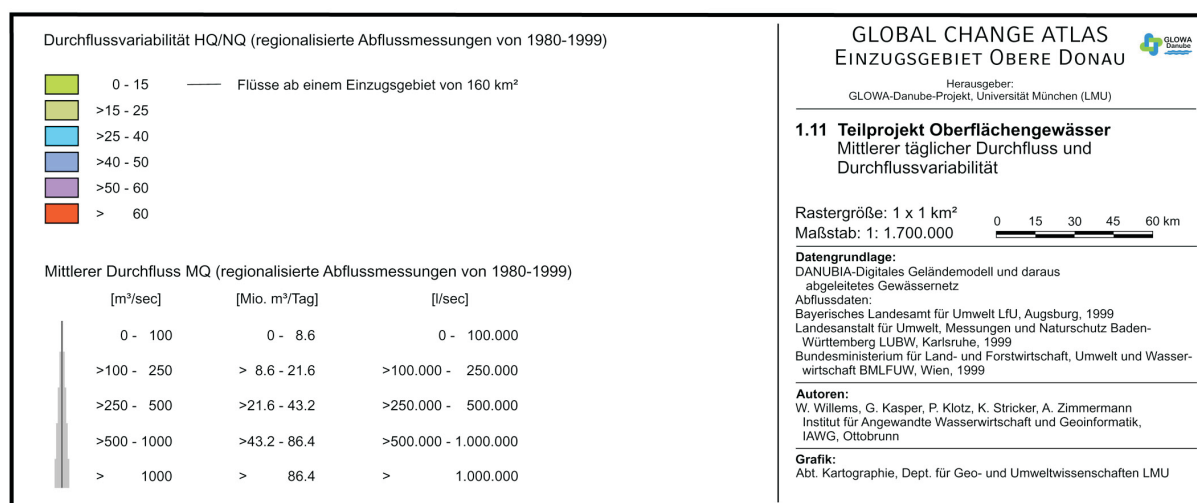 Durchflussvariabilität HQ/NQ (regionalisierte Abflussmessungen von 1980-1999)
0 - 15
Flüsse ab einem Einzugsgebiet von 160 km²
>15 - 25
>25 - 40
>40 - 50
>50 - 60
> 60
Mittlerer Durchfluss MQ (regionalisierte Abflussmessungen von 1980-1999)
[m³/sec] [Mio. m³/Tag] [l/sec]
0 - 100 0 - 8.6 0 - 100.000
>100 - 250 > 8.6 - 21.6 >100.000 - 250.000
>250 - 500 >21.6 - 43.2 >250.000 - 500.000
>500 - 1000 >43.2 - 86.4 >500.000 - 1.000.000
> 1000 > 86.4 > 1.000.000
GLOBAL CHANGE ATLAS
EINZUGSGEBIET OBERE DONAU
GLOWA
Danube
Herausgeber:
GLOWA-Danube-Projekt, Universität München (LMU)
1.11 Teilprojekt Oberflächengewässer
Mittlerer täglicher Durchfluss und
Durchflussvariabilität
Rastergröße: 1 x 1 km²
Maßstab: 1: 1.700.000
0 15 30 45 60 km
Datengrundlage:
DANUBIA-Digitales Geländemodell und daraus
abgeleitetes Gewässernetz
Abflussdaten:
Bayerisches Landesamt für Umwelt LfU, Augsburg, 1999
Landesanstalt für Umwelt, Messungen und Naturschutz Baden-
Württemberg LUBW, Karlsruhe, 1999
Bundesministerium für Land- und Forstwirtschaft, Umwelt und Wasser-
wirtschaft BMLFUW, Wien, 1999
Autoren:
W. Willems, G. Kasper, P. Klotz, K. Stricker, A. Zimmermann
Institut für Angewandte Wasserwirtschaft und Geoinformatik,
IAWG, Ottobrunn
Grafik:
Abt. Kartographie, Dept. für Geo- und Umweltwissenschaften LMU